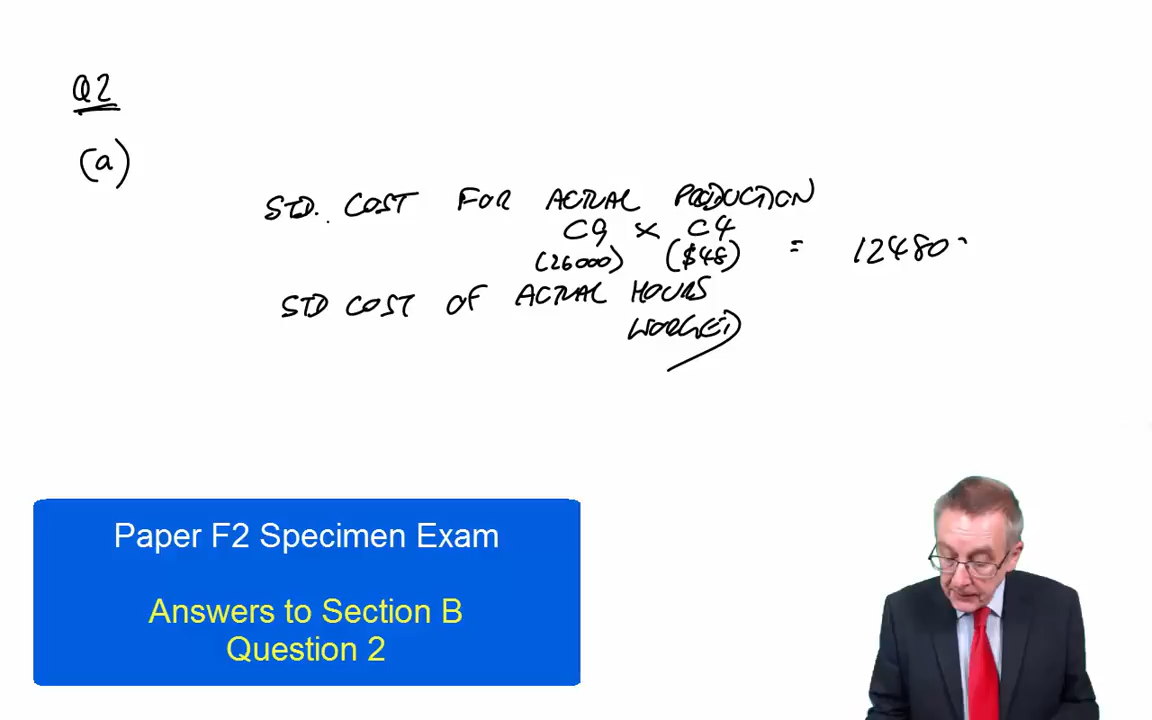 Q2
(a)
STD. COST FOR ACTUAL PRODUCTION
C9 × C4
(26000) ($48) = 12480
STD COST OF ACTUAL HOURS
WORKED
Paper F2 Specimen Exam
Answers to Section B
Question 2